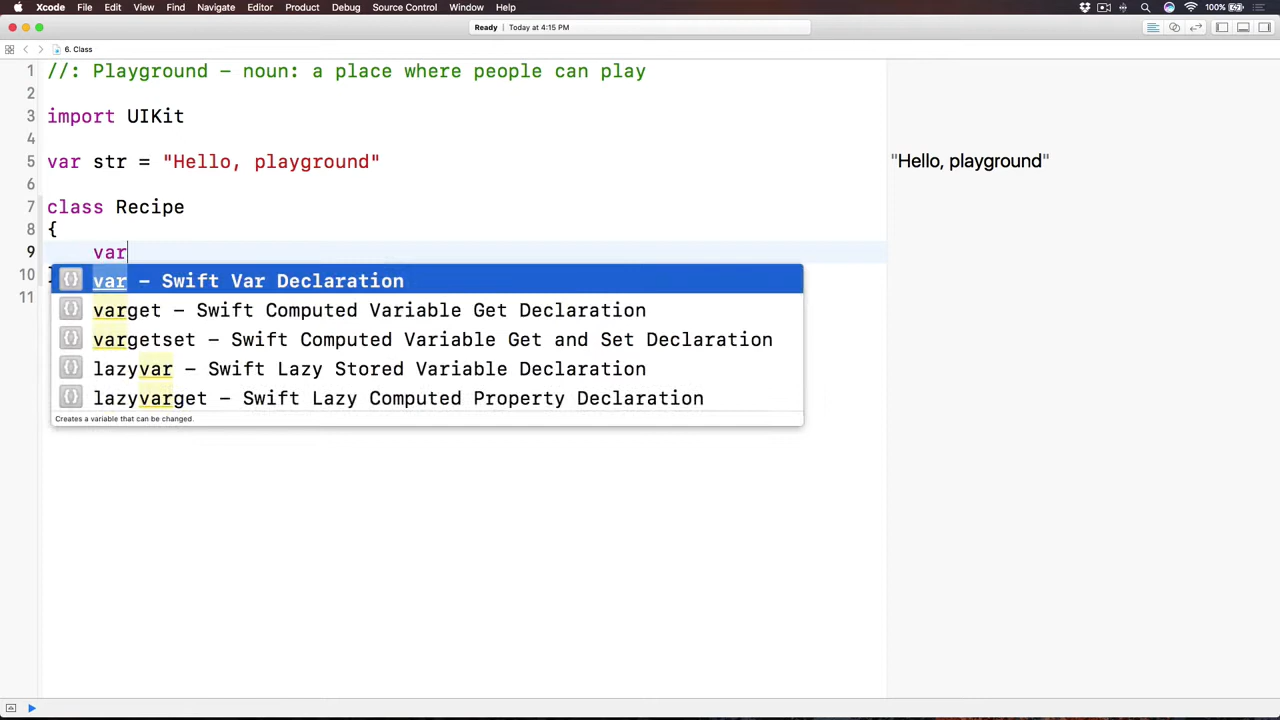 Xcode File Edit View Find Navigate Editor Product Debug Source Control Window Help 100%
Ready | Today at 4:15 PM
6. Class
1 //: Playground – noun: a place where people can play
2
3 import UIKit
4
5 var str = "Hello, playground" "Hello, playground"
6
7 class Recipe
8 {
9 var
10
var – Swift Var Declaration
varget – Swift Computed Variable Get Declaration
11
vargetset – Swift Computed Variable Get and Set Declaration
lazyvar – Swift Lazy Stored Variable Declaration
lazyvarget – Swift Lazy Computed Property Declaration
Creates a variable that can be changed.